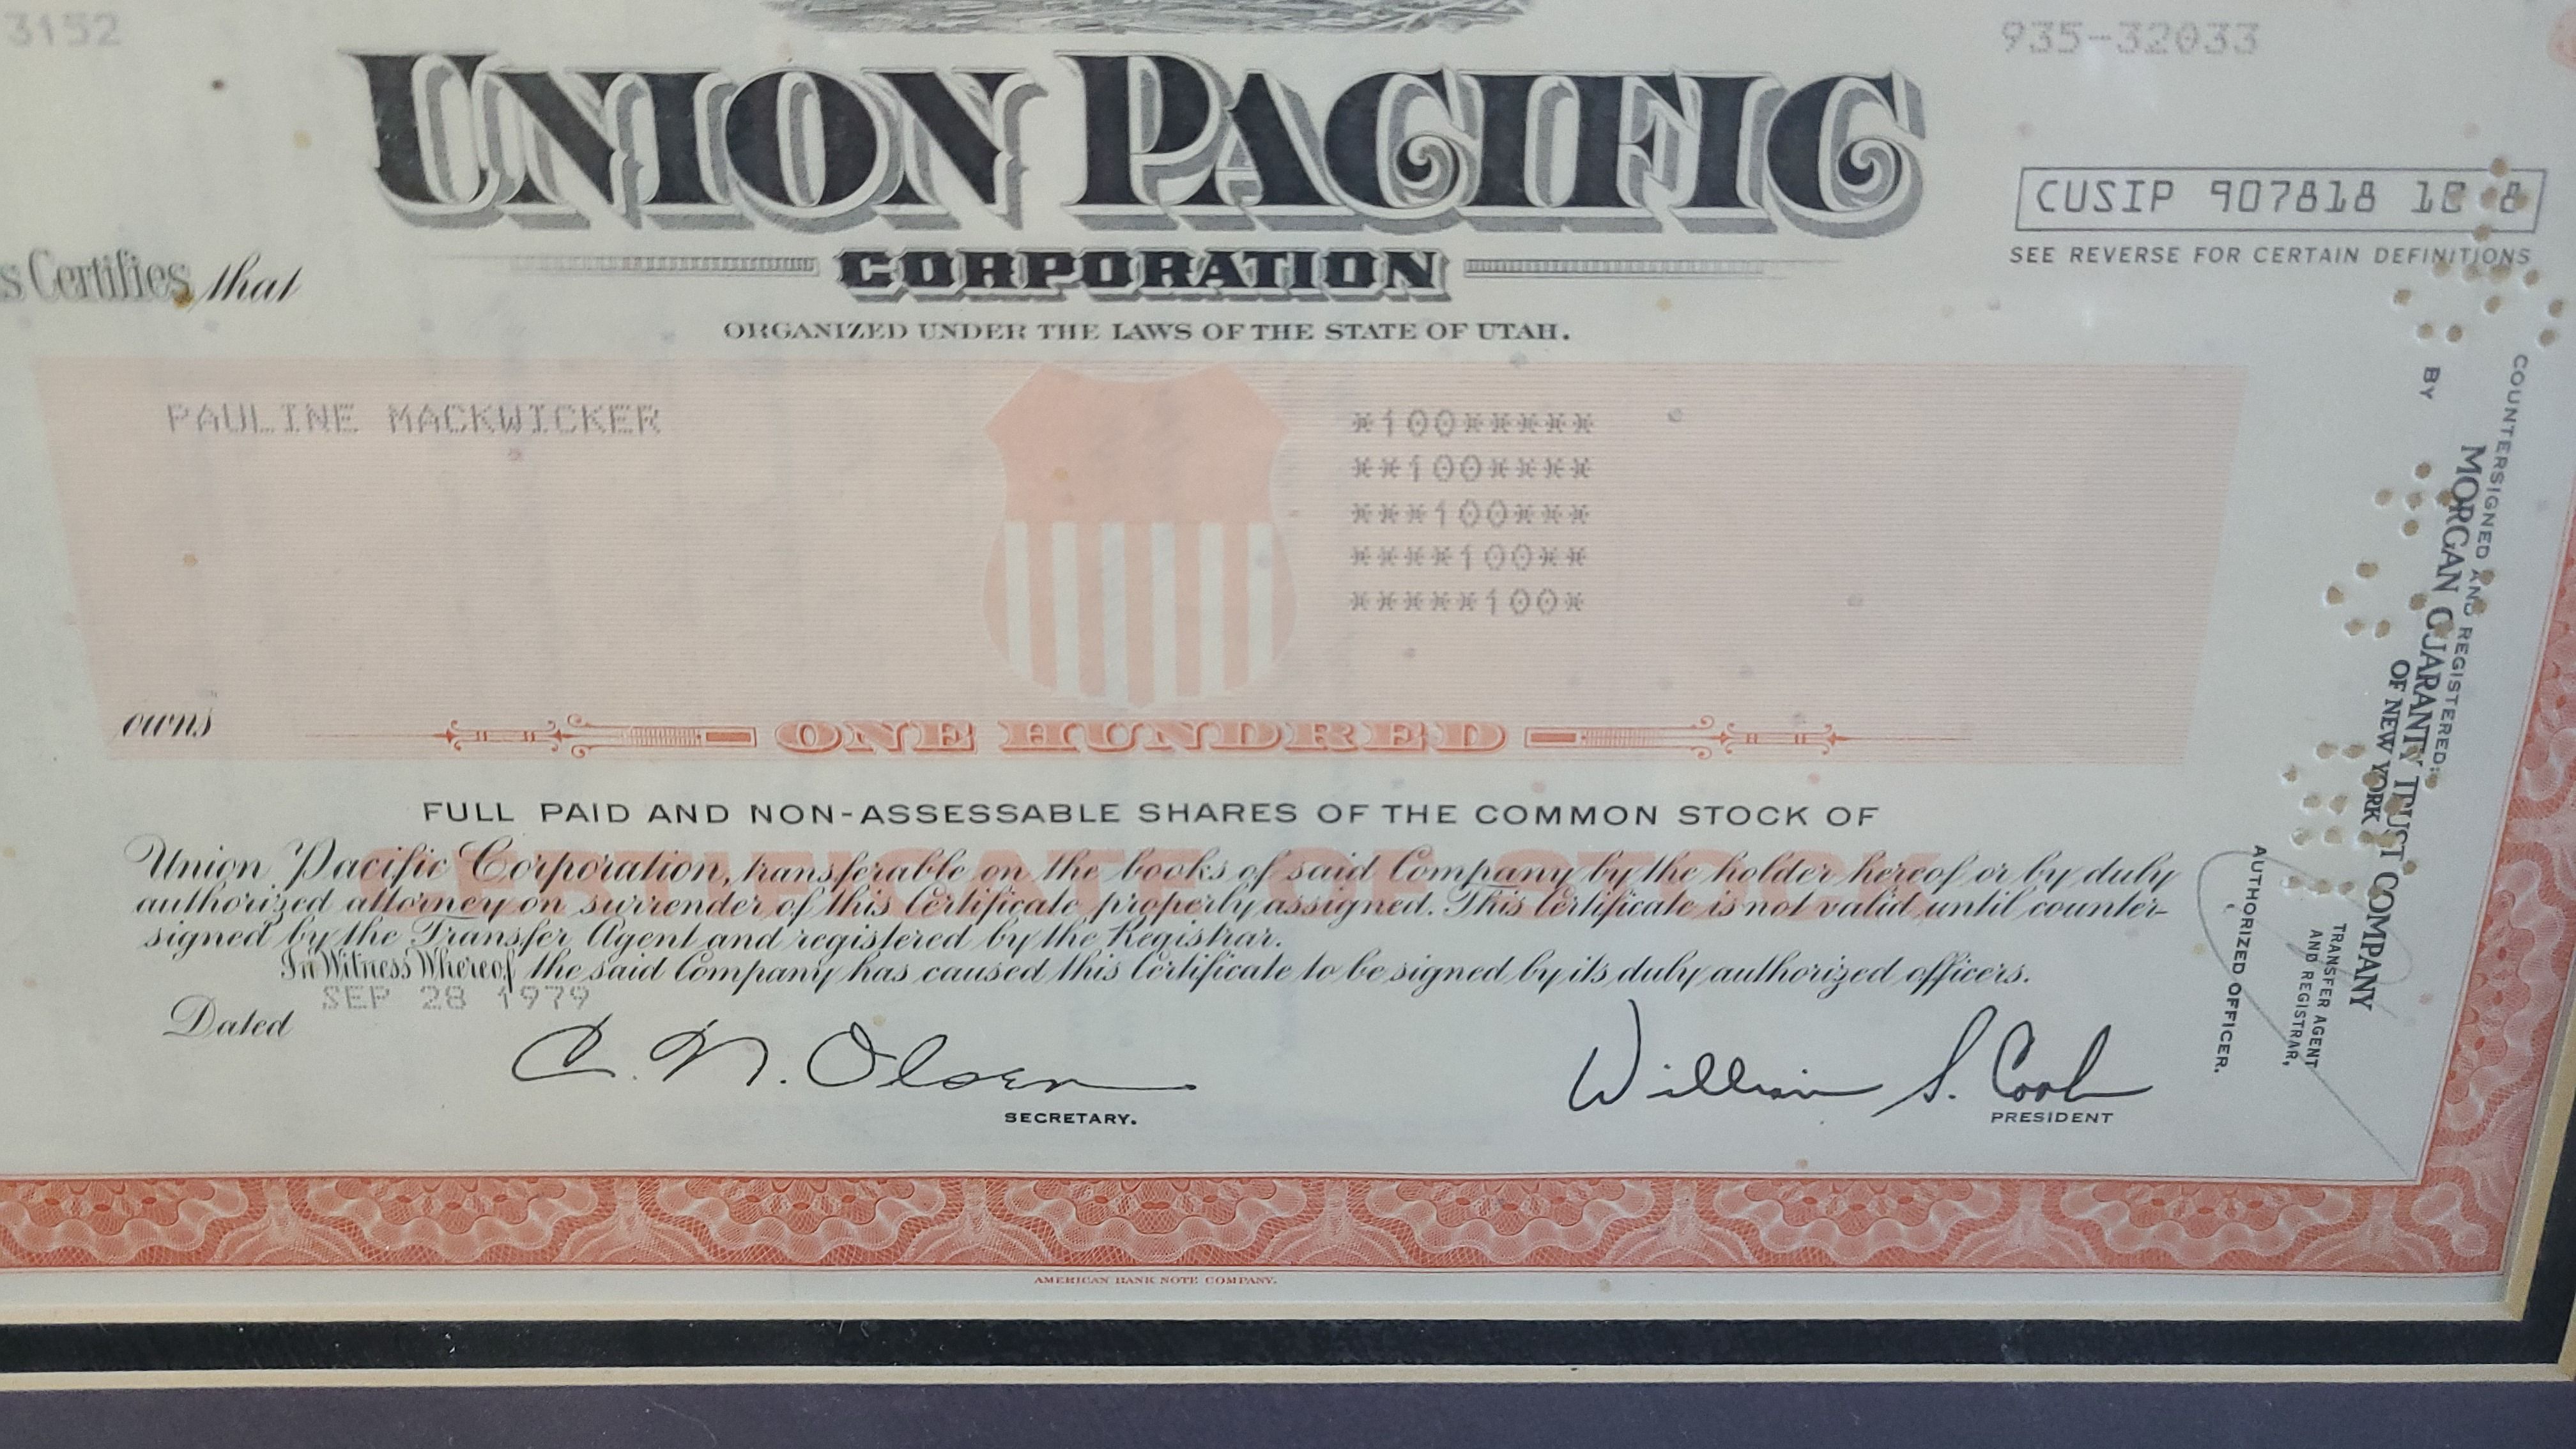 3152
935-32033
UNION PACIFIC
CUSIP 907818 10 8
CORPORATION
SEE REVERSE FOR CERTAIN DEFINITIONS
s Certifies that
ORGANIZED UNDER THE LAWS OF THE STATE OF UTAH.
PAULINE MACKWICKER
*100*****
**100****
***100***
****100**
*****100*
owns
ONE HUNDRED
FULL PAID AND NON-ASSESSABLE SHARES OF THE COMMON STOCK OF
CERTIFICATE OF STOCK
Union Pacific Corporation, transferable on the books of said Company by the holder hereof or by duly
authorized attorney on surrender of this Certificate properly assigned. This Certificate is not valid until counter-
signed by the Transfer Agent and registered by the Registrar.
In Witness Whereof the said Company has caused this Certificate to be signed by its duly authorized officers.
Dated SEP 28 1979
C. N. Olsen
SECRETARY.
William S. Cook
PRESIDENT
COUNTERSIGNED AND REGISTERED:
MORGAN GUARANTY TRUST COMPANY
OF NEW YORK
TRANSFER AGENT
AND REGISTRAR,
BY
AUTHORIZED OFFICER.
AMERICAN BANK NOTE COMPANY.